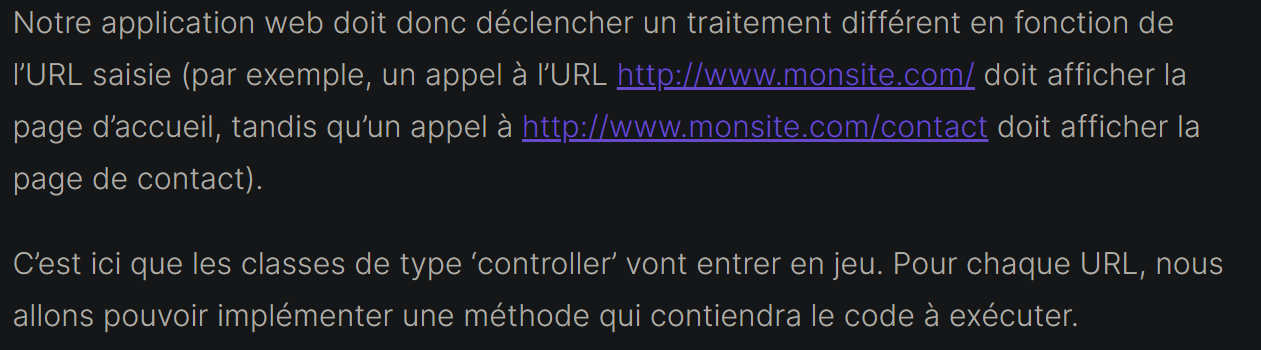 Notre application web doit donc déclencher un traitement différent en fonction de
l’URL saisie (par exemple, un appel à l’URL http://www.monsite.com/ doit afficher la
page d’accueil, tandis qu’un appel à http://www.monsite.com/contact doit afficher la
page de contact).
C’est ici que les classes de type ‘controller’ vont entrer en jeu. Pour chaque URL, nous
allons pouvoir implémenter une méthode qui contiendra le code à exécuter.